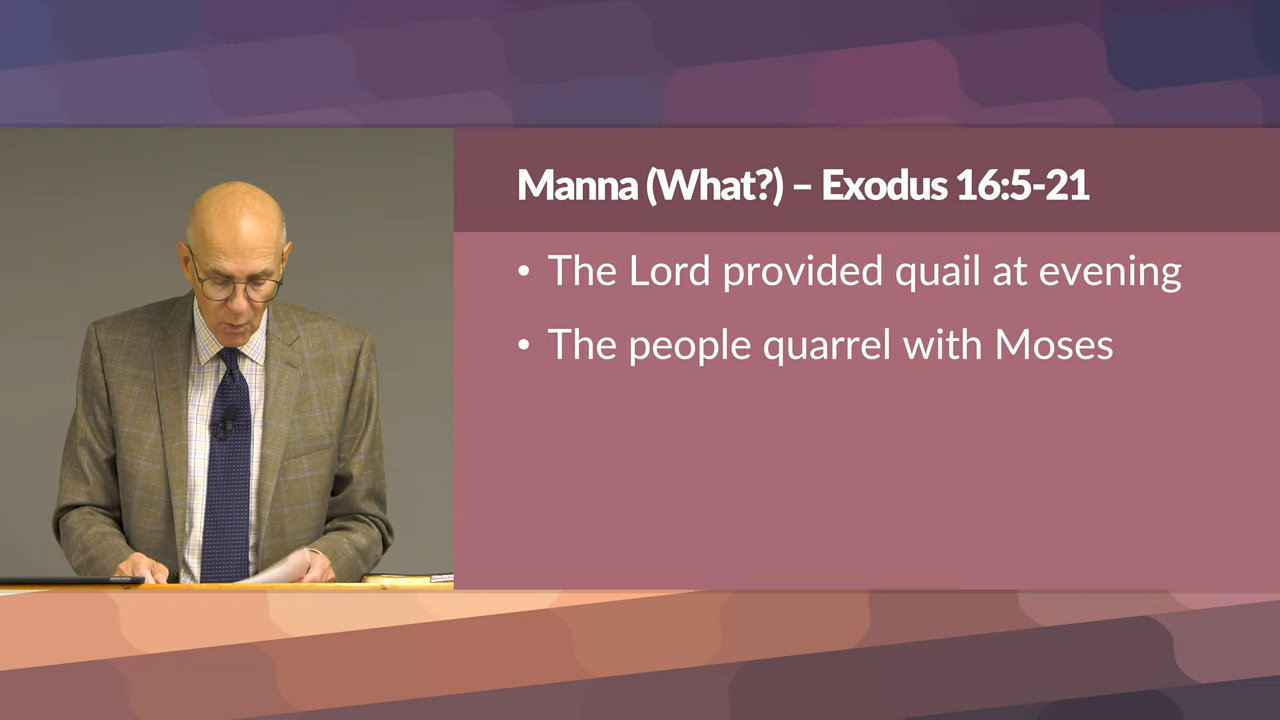 Manna (What?) – Exodus 16:5-21
• The Lord provided quail at evening
• The people quarrel with Moses